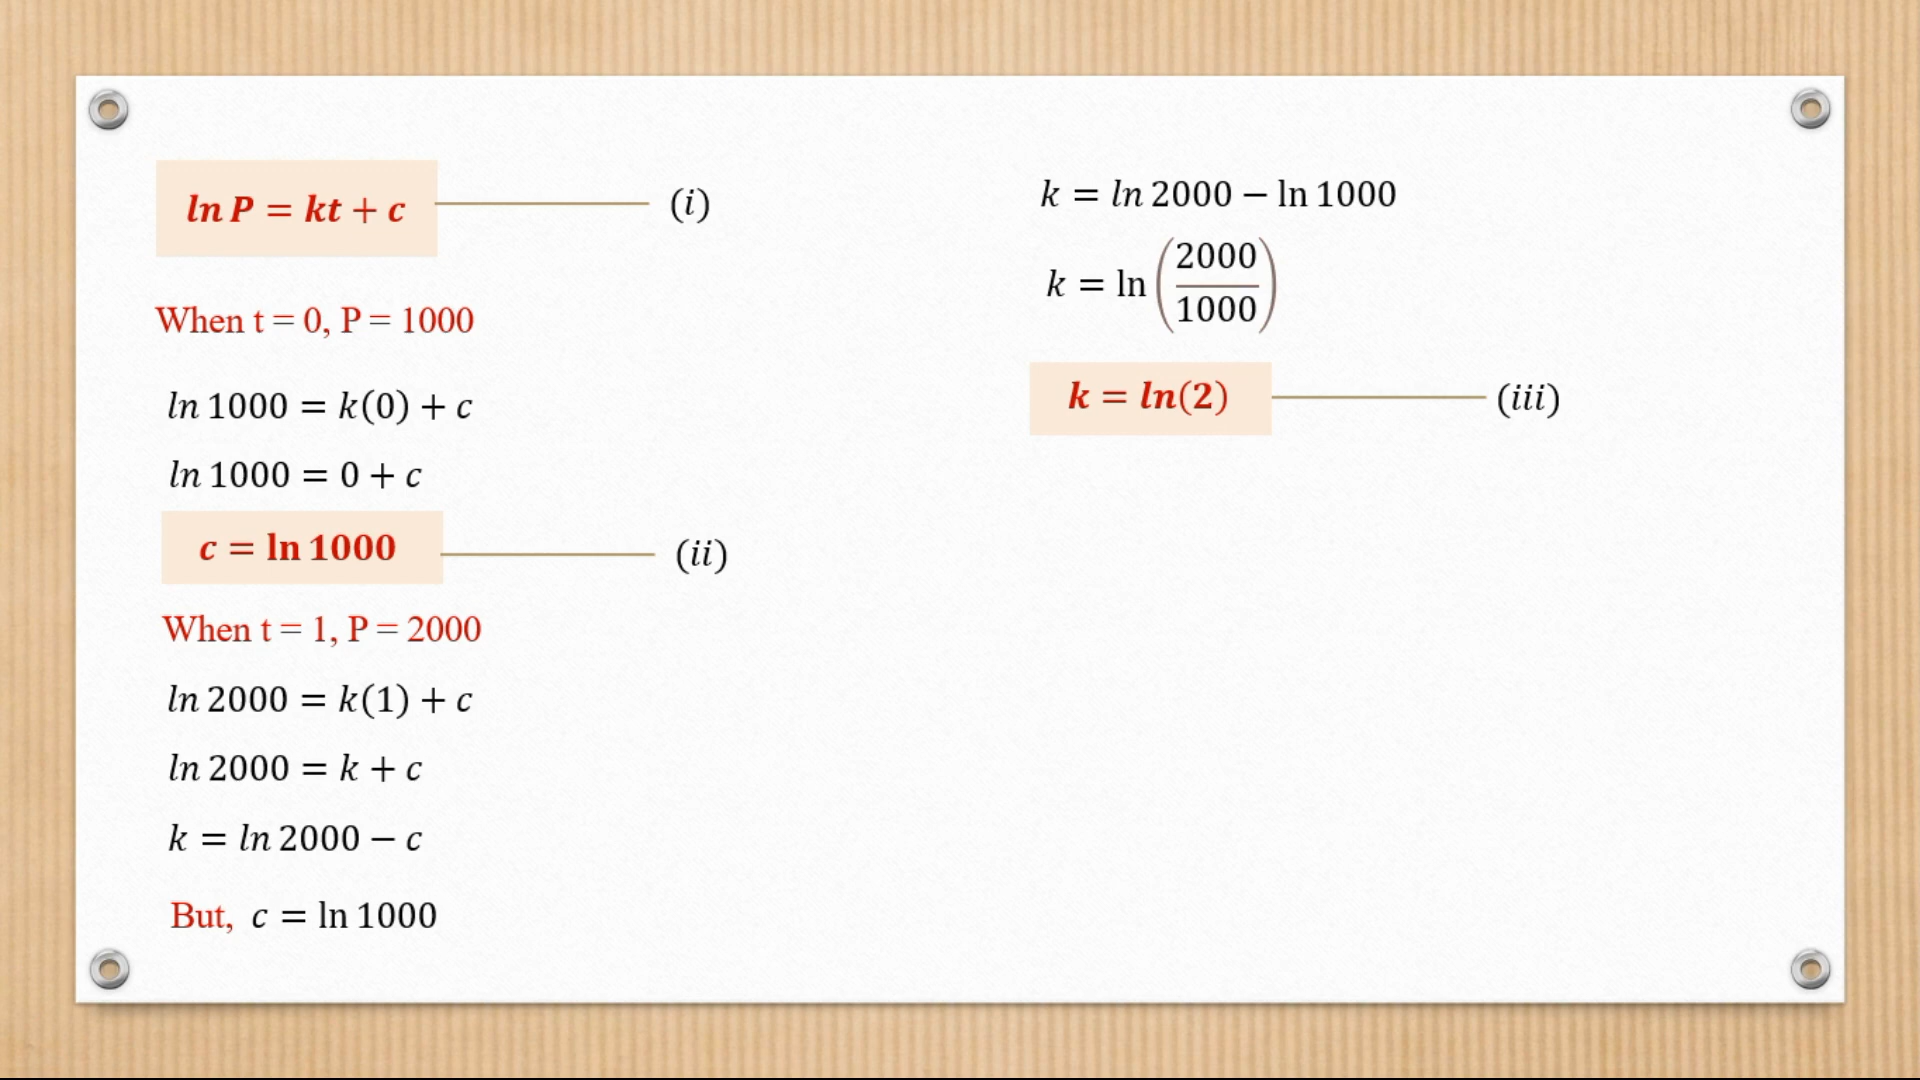 ln P = kt + c (i)
When t = 0, P = 1000
ln 1000 = k(0) + c
ln 1000 = 0 + c
c = ln 1000 (ii)
When t = 1, P = 2000
ln 2000 = k(1) + c
ln 2000 = k + c
k = ln 2000 − c
But, c = ln 1000
k = ln 2000 − ln 1000
k = ln(2000/1000)
k = ln(2) (iii)